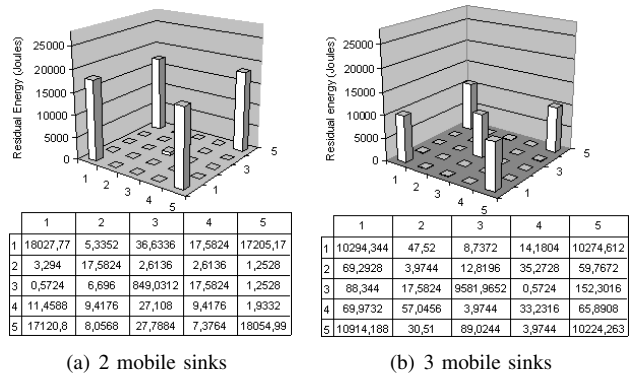 Residual Energy (Joules)
25000
20000
15000
10000
5000
0
1
2
3
4
5
1
3
5
1 2 3 4 5
1 18027,77 5,3352 36,6336 17,5824 17205,17
2 3,294 17,5824 2,6136 2,6136 1,2528
3 0,5724 6,696 849,0312 17,5824 1,2528
4 11,4588 9,4176 27,108 9,4176 1,9332
5 17120,8 8,0568 27,7884 7,3764 18054,99
(a) 2 mobile sinks
Residual energy (Joules)
25000
20000
15000
10000
5000
0
1
2
3
4
5
1
3
5
1 2 3 4 5
1 10294,344 47,52 8,7372 14,1804 10274,612
2 69,2928 3,9744 12,8196 35,2728 59,7672
3 88,344 17,5824 9581,9652 0,5724 152,3016
4 69,9732 57,0456 3,9744 33,2316 65,8908
5 10914,188 30,51 89,0244 3,9744 10224,263
(b) 3 mobile sinks